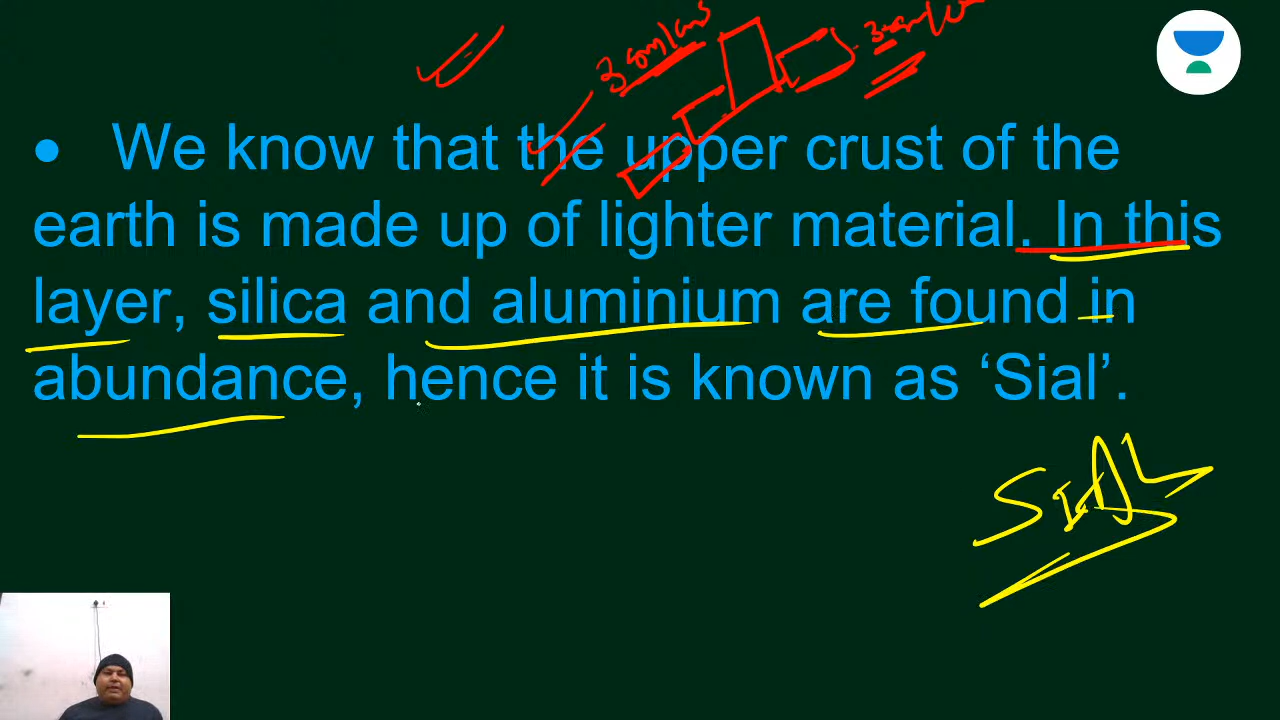 • We know that the upper crust of the
earth is made up of lighter material. In this
layer, silica and aluminium are found in
abundance, hence it is known as ‘Sial’.
SIAL